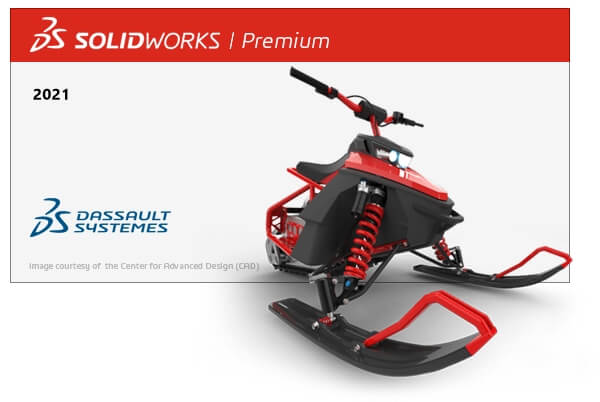 SOLIDWORKS | Premium
2021
DASSAULT
SYSTEMES
Image courtesy of the Center for Advanced Design (CAD)